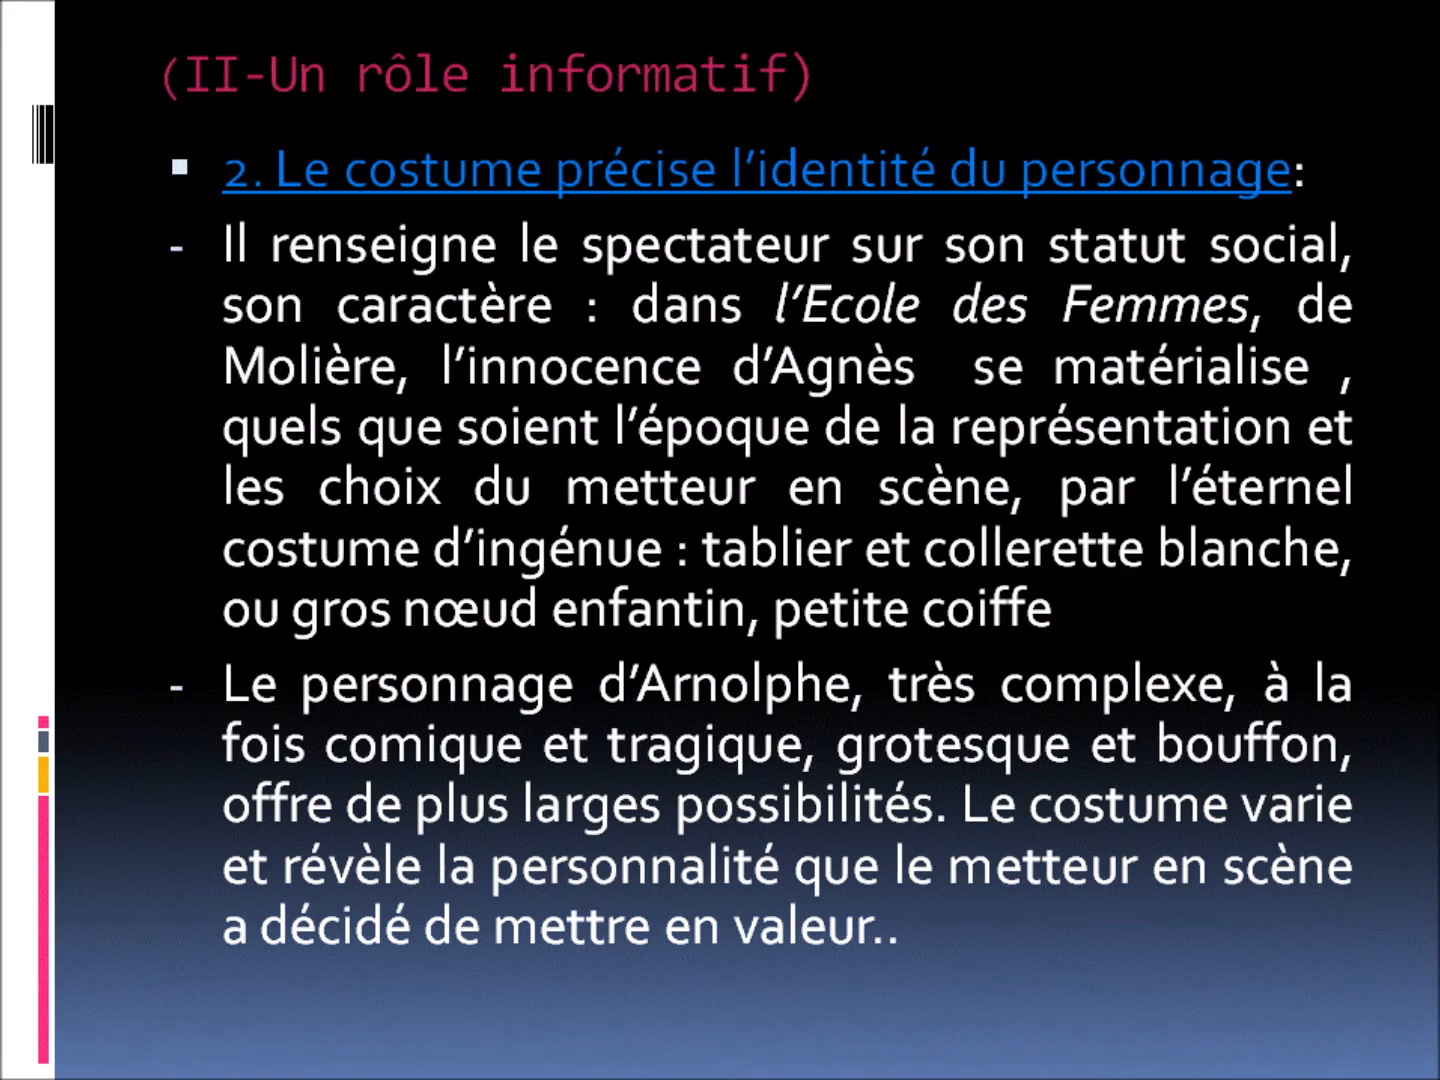 (II-Un rôle informatif)
2. Le costume précise l’identité du personnage:
- Il renseigne le spectateur sur son statut social,
son caractère : dans l’Ecole des Femmes, de
Molière, l’innocence d’Agnès se matérialise ,
quels que soient l’époque de la représentation et
les choix du metteur en scène, par l’éternel
costume d’ingénue : tablier et collerette blanche,
ou gros nœud enfantin, petite coiffe
- Le personnage d’Arnolphe, très complexe, à la
fois comique et tragique, grotesque et bouffon,
offre de plus larges possibilités. Le costume varie
et révèle la personnalité que le metteur en scène
a décidé de mettre en valeur..